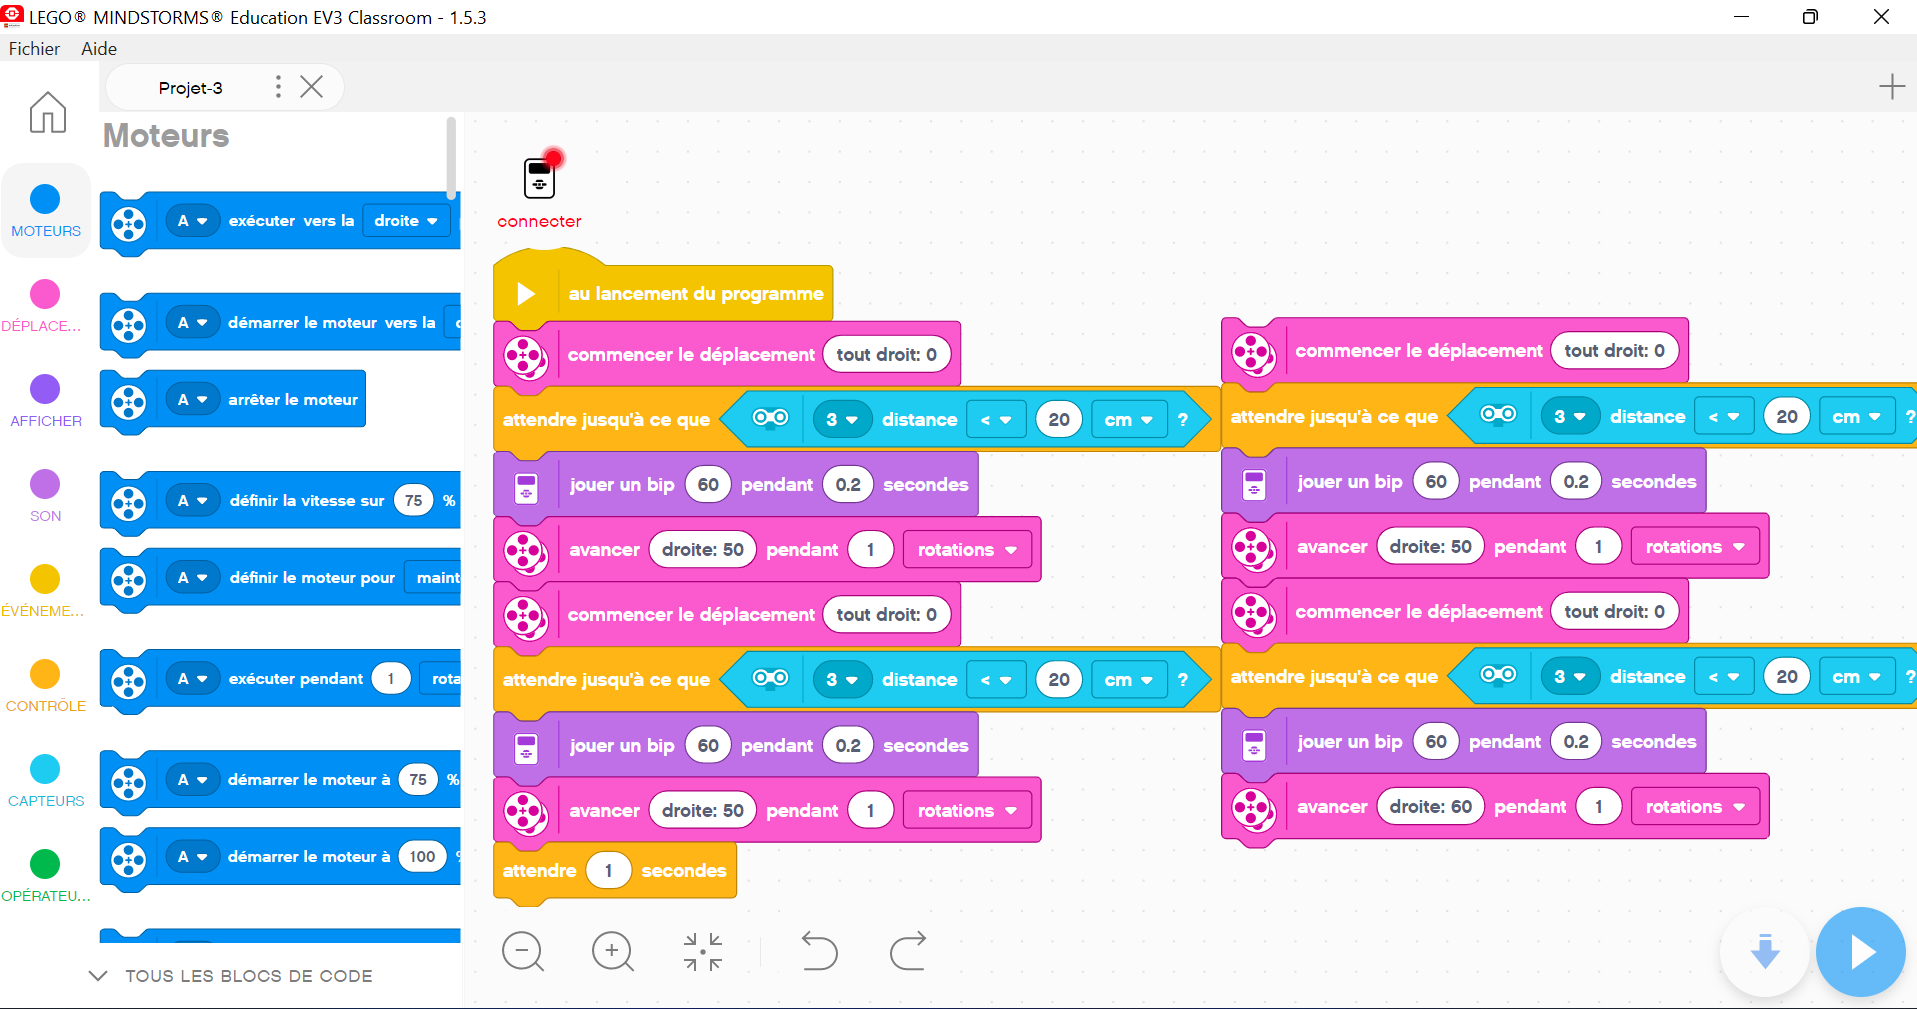 LEGO® MINDSTORMS® Education EV3 Classroom - 1.5.3
Fichier Aide
Projet-3
Moteurs
MOTEURS
DÉPLACE...
AFFICHER
SON
ÉVÉNEME...
CONTRÔLE
CAPTEURS
OPÉRATEU...
A exécuter vers la droite
A démarrer le moteur vers la
A arrêter le moteur
A définir la vitesse sur 75 %
A définir le moteur pour maint
A exécuter pendant 1 rota
A démarrer le moteur à 75 %
A démarrer le moteur à 100
TOUS LES BLOCS DE CODE
connecter
au lancement du programme
commencer le déplacement tout droit: 0
attendre jusqu'à ce que 3 distance < 20 cm ?
jouer un bip 60 pendant 0.2 secondes
avancer droite: 50 pendant 1 rotations
commencer le déplacement tout droit: 0
attendre jusqu'à ce que 3 distance < 20 cm ?
jouer un bip 60 pendant 0.2 secondes
avancer droite: 50 pendant 1 rotations
attendre 1 secondes
commencer le déplacement tout droit: 0
attendre jusqu'à ce que 3 distance < 20 cm ?
jouer un bip 60 pendant 0.2 secondes
avancer droite: 50 pendant 1 rotations
commencer le déplacement tout droit: 0
attendre jusqu'à ce que 3 distance < 20 cm ?
jouer un bip 60 pendant 0.2 secondes
avancer droite: 60 pendant 1 rotations